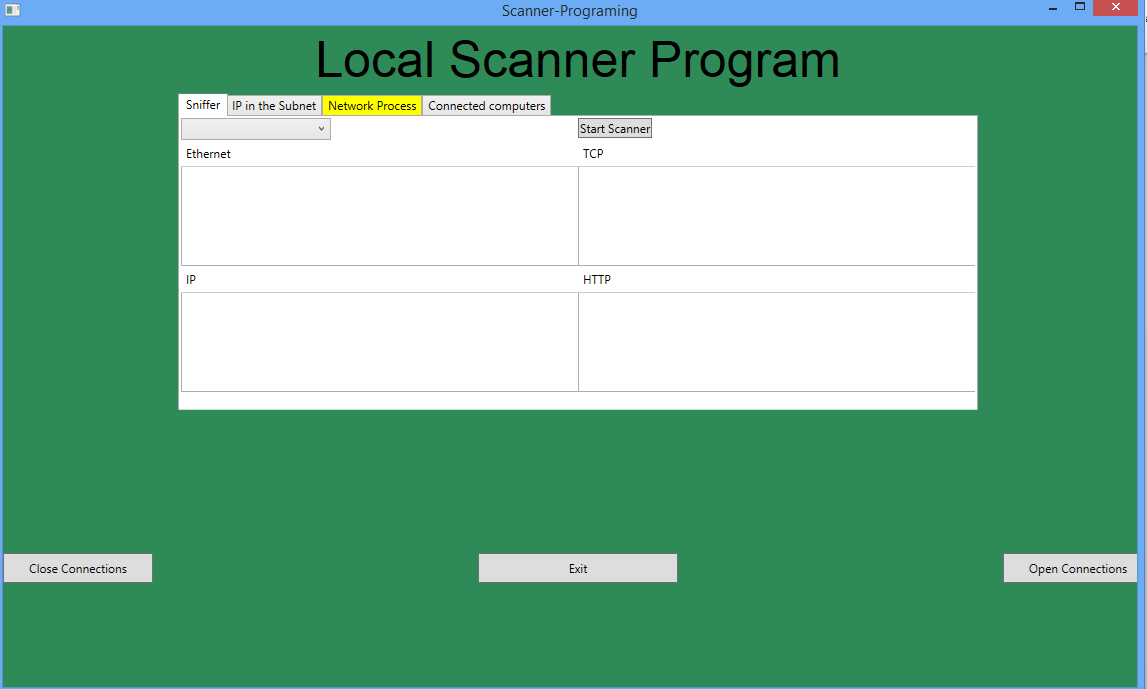 Scanner-Programing
Local Scanner Program
Sniffer IP in the Subnet Network Process Connected computers
Start Scanner
Ethernet TCP
IP HTTP
Close Connections Exit Open Connections